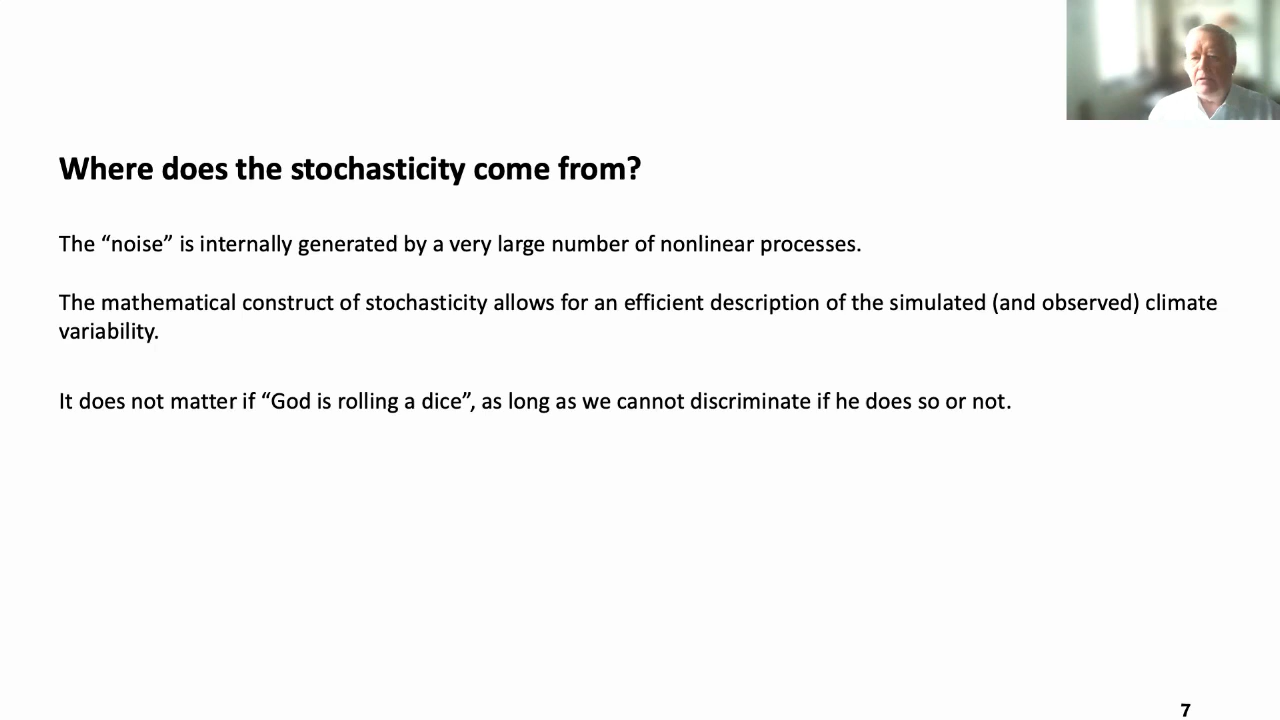 Where does the stochasticity come from?
The “noise” is internally generated by a very large number of nonlinear processes.
The mathematical construct of stochasticity allows for an efficient description of the simulated (and observed) climate
variability.
It does not matter if “God is rolling a dice”, as long as we cannot discriminate if he does so or not.
7